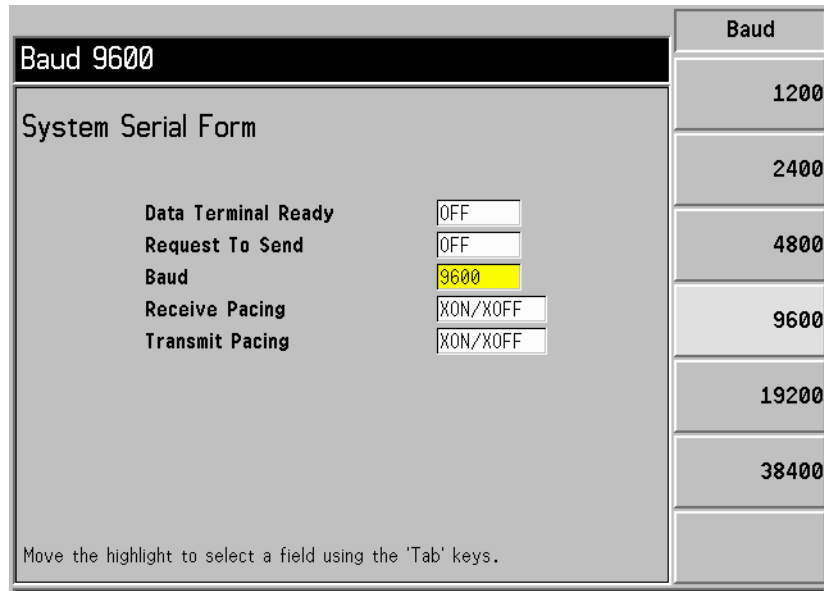 Baud 9600
System Serial Form
Data Terminal Ready OFF
Request To Send OFF
Baud 9600
Receive Pacing XON/XOFF
Transmit Pacing XON/XOFF
Move the highlight to select a field using the 'Tab' keys.
Baud
1200
2400
4800
9600
19200
38400